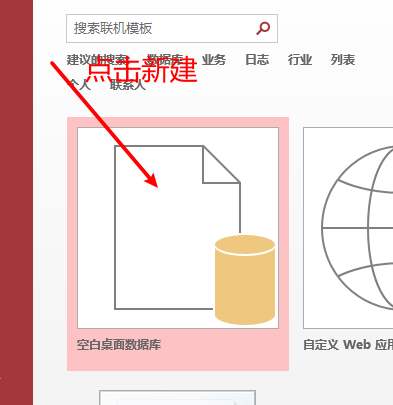 搜索联机模板
建议的搜索: 数据库 业务 日志 行业 列表
点击新建
个人 联系人
空白桌面数据库
自定义 Web 应